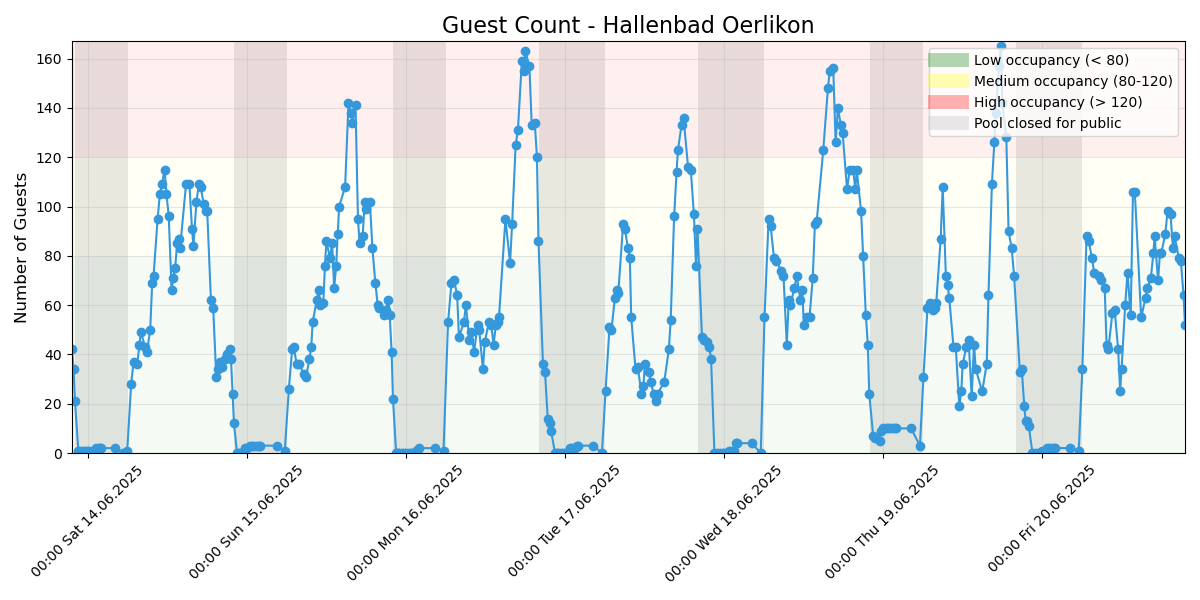 Guest Count - Hallenbad Oerlikon
Number of Guests
160
140
120
100
80
60
40
20
0
Low occupancy (< 80)
Medium occupancy (80-120)
High occupancy (> 120)
Pool closed for public
00:00 Sat 14.06.2025
00:00 Sun 15.06.2025
00:00 Mon 16.06.2025
00:00 Tue 17.06.2025
00:00 Wed 18.06.2025
00:00 Thu 19.06.2025
00:00 Fri 20.06.2025